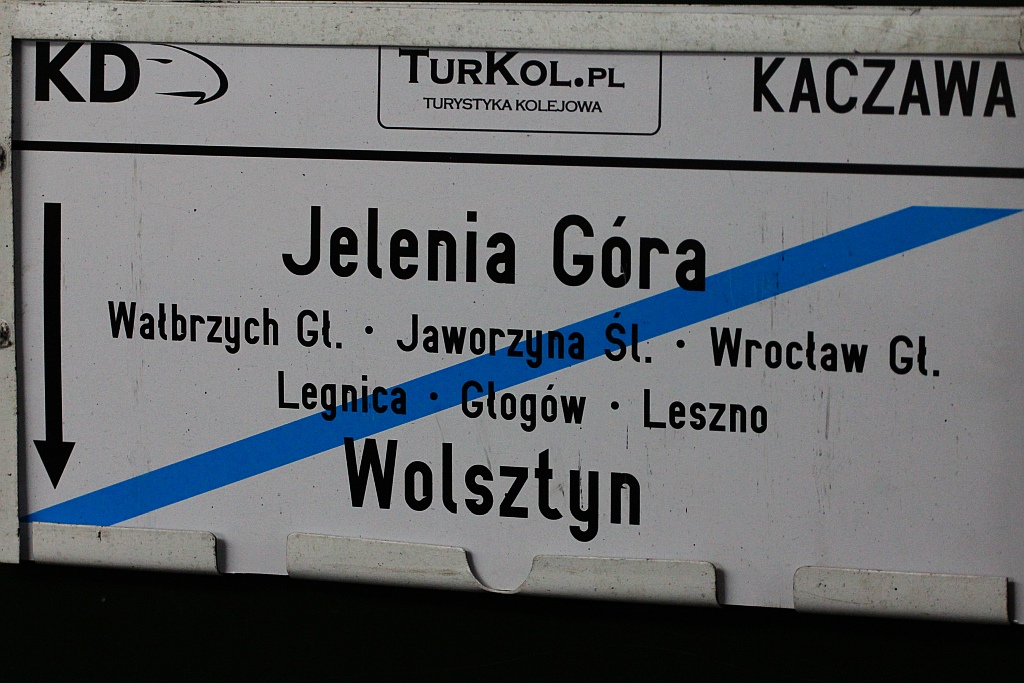 KD TURKOL.PL KACZAWA
TURYSTYKA KOLEJOWA
Jelenia Góra
Wałbrzych Gł. · Jaworzyna Śl. · Wrocław Gł.
Legnica · Głogów · Leszno
Wolsztyn